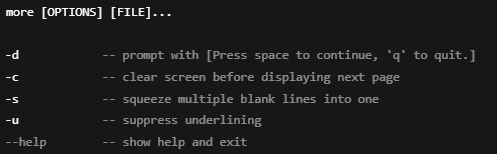 more [OPTIONS] [FILE]...
-d -- prompt with [Press space to continue, 'q' to quit.]
-c -- clear screen before displaying next page
-s -- squeeze multiple blank lines into one
-u -- suppress underlining
--help -- show help and exit